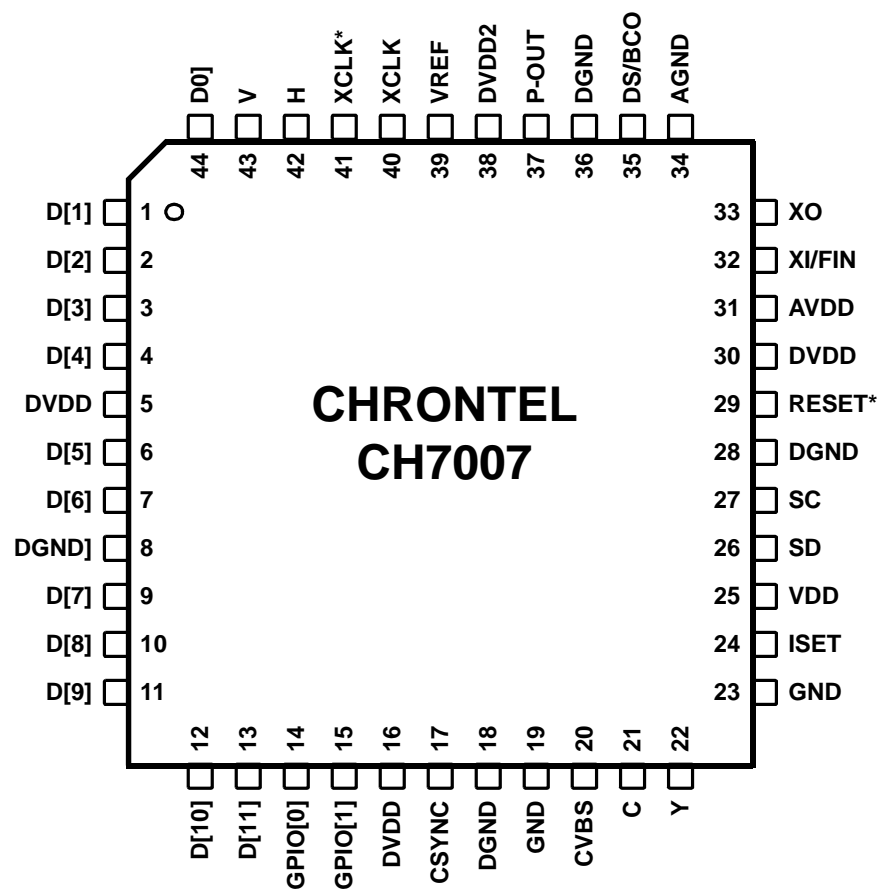 D0]
V
H
XCLK*
XCLK
VREF
DVDD2
P-OUT
DGND
DS/BCO
AGND
44
43
42
41
40
39
38
37
36
35
34
D[1] 1
D[2] 2
D[3] 3
D[4] 4
DVDD 5
D[5] 6
D[6] 7
DGND] 8
D[7] 9
D[8] 10
D[9] 11
CHRONTEL
CH7007
33 XO
32 XI/FIN
31 AVDD
30 DVDD
29 RESET*
28 DGND
27 SC
26 SD
25 VDD
24 ISET
23 GND
12
13
14
15
16
17
18
19
20
21
22
D[10]
D[11]
GPIO[0]
GPIO[1]
DVDD
CSYNC
DGND
GND
CVBS
C
Y